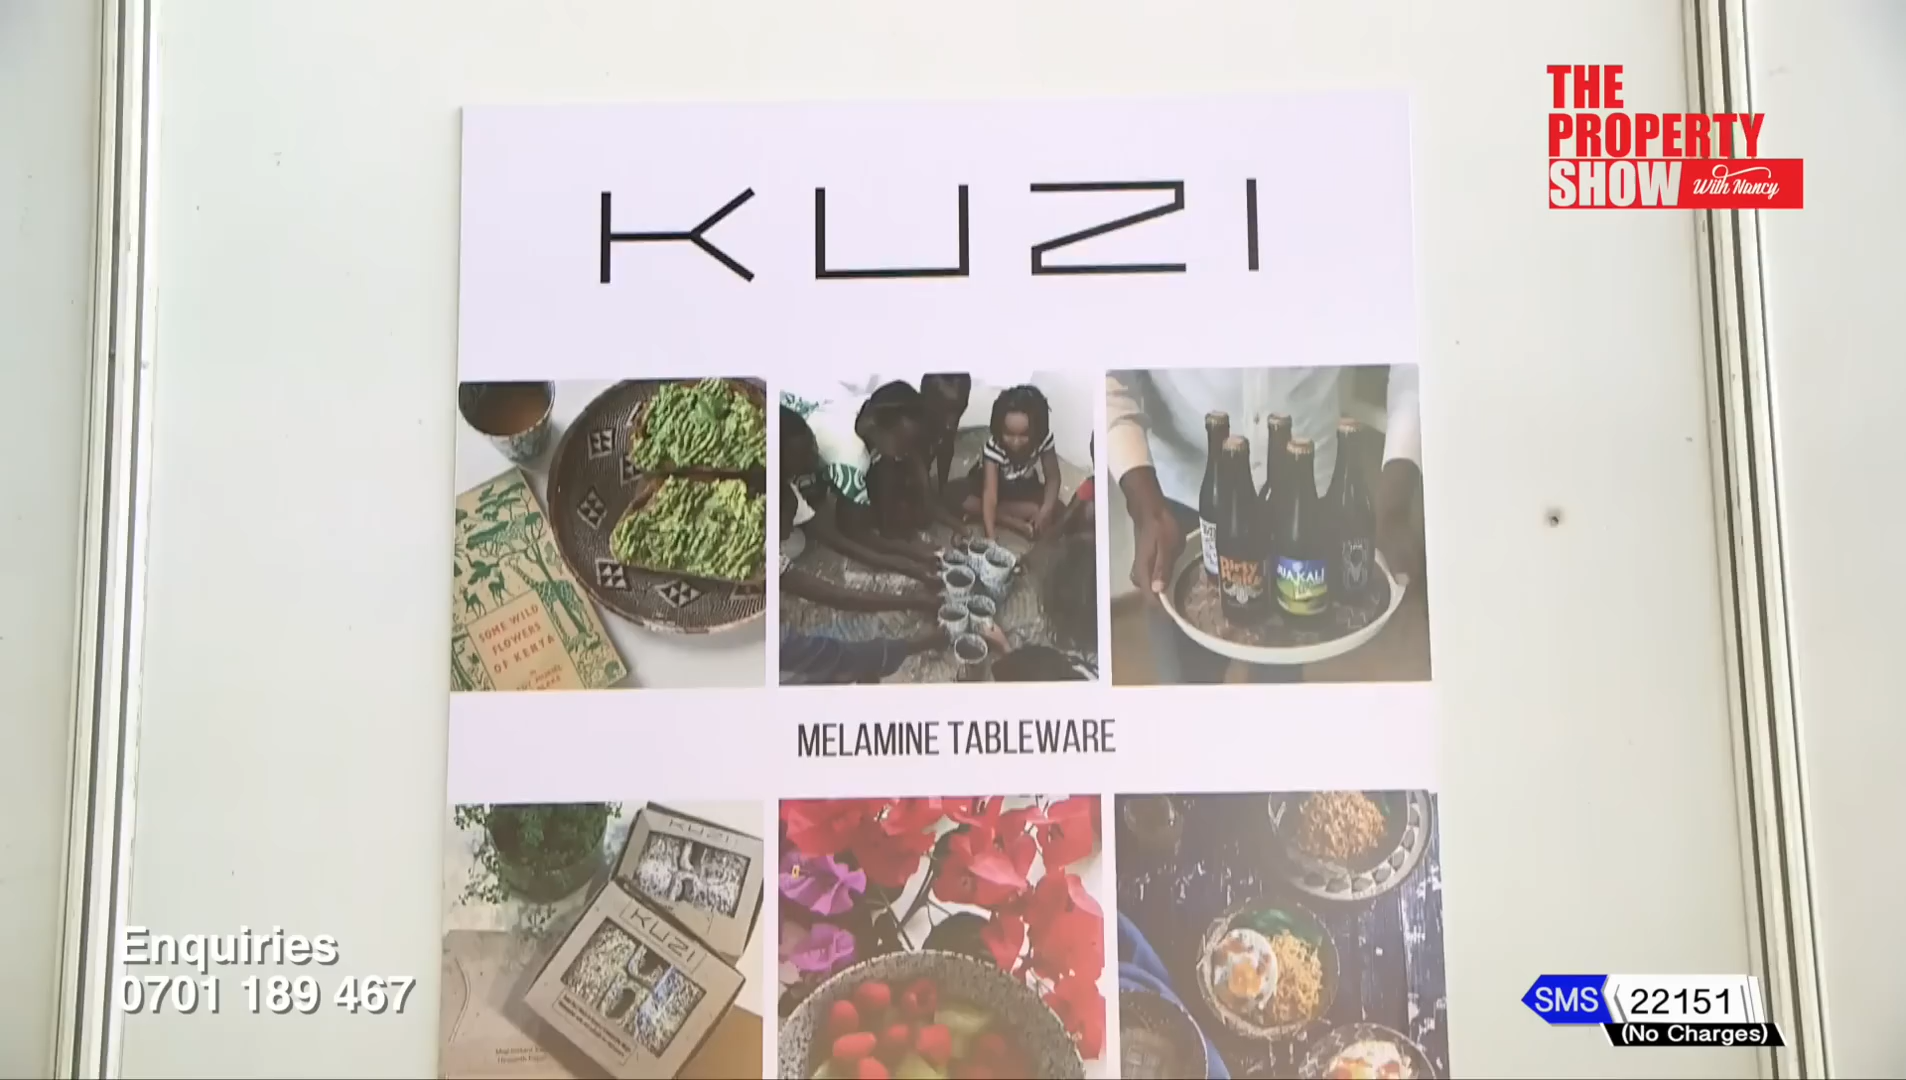 THE
PROPERTY
SHOW With Nancy
KUZI
SOME WILD
FLOWERS
OF KENYA
Dirty
MELAMINE TABLEWARE
KUZI
KUZI
Enquiries
0701 189 467
SMS 22151
(No Charges)